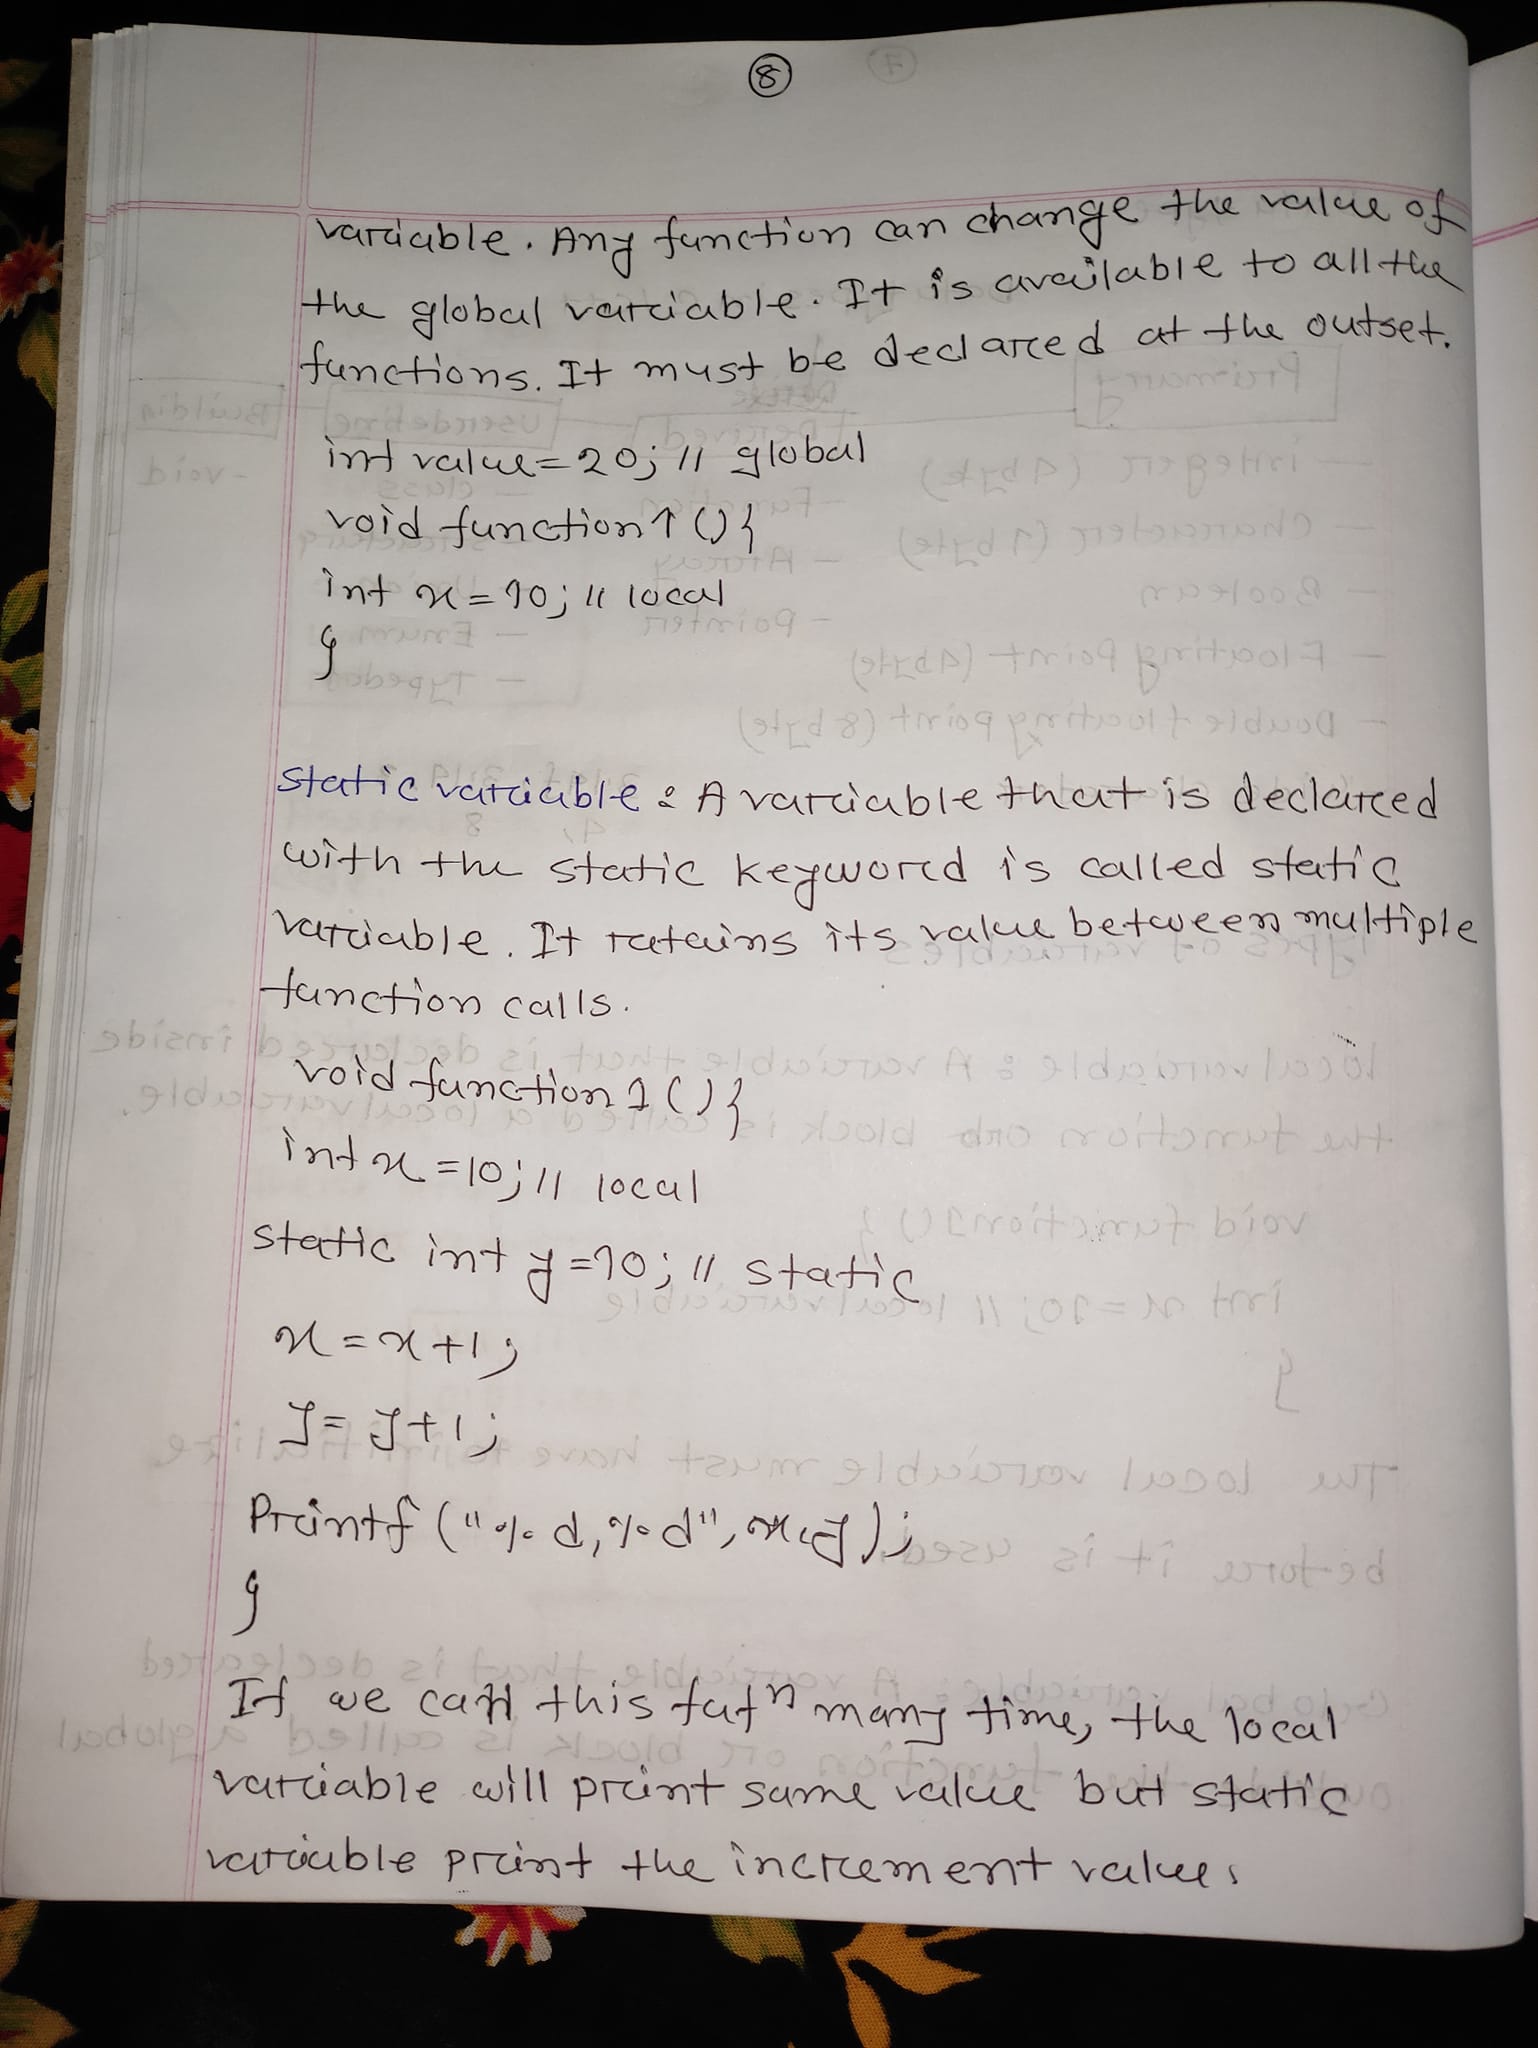 8
variable. Any function can change the value of
the global variable. It is available to all the
functions. It must be declared at the outset.
int value=20; // global
void function1(){
int x=10; // local
}
static variable : A variable that is declared
with the static keyword is called static
variable. It retains its value between multiple
function calls.
void function1(){
int x=10; // local
static int y=10; // static
x=x+1;
y=y+1;
Printf ("%d,%d", x,y);
}
If we call this many time, the local
variable will print same value but static
variable print the increment value.